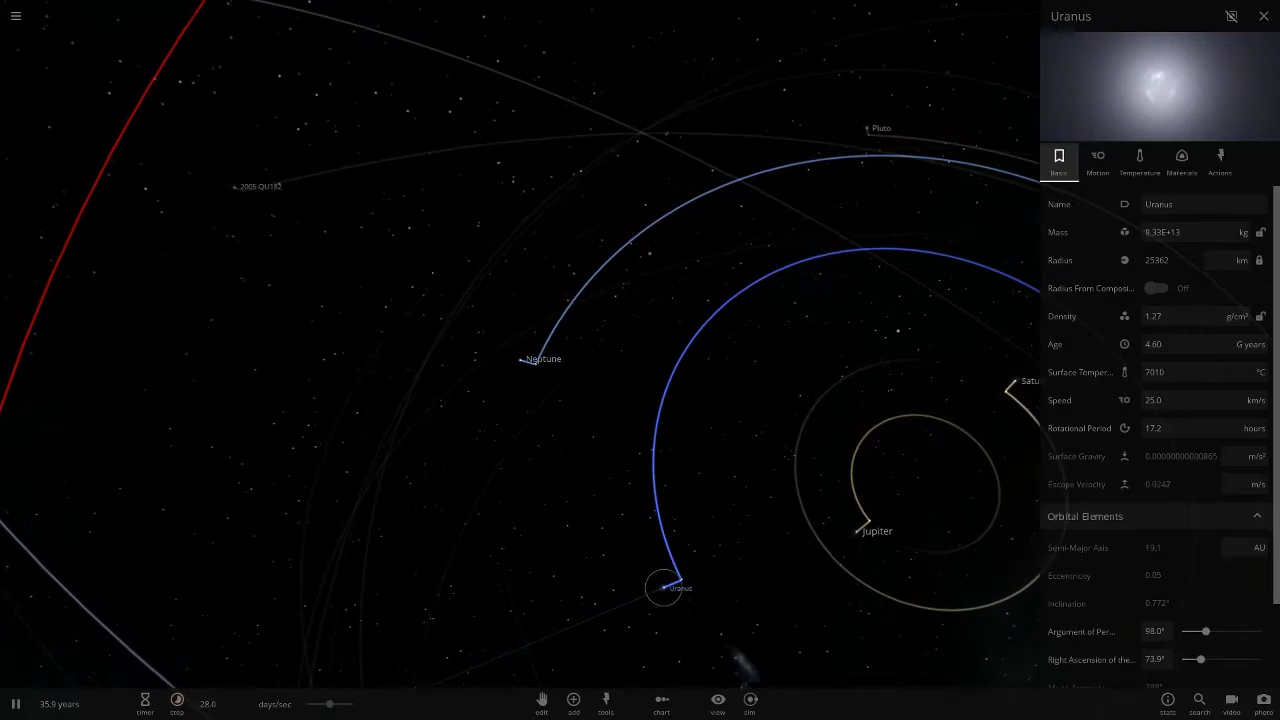 Uranus
Pluto
2005 QU182
Neptune
Jupiter
Uranus
Basic
Motion
Temperature
Materials
Actions
Name Uranus
Mass 8.33E+13 kg
Radius 25362 km
Radius From Composi... Off
Density 1.27 g/cm³
Age 4.60 G years
Surface Temper... 7010 °C
Speed 25.0 km/s
Rotational Period 17.2 hours
Surface Gravity 0.00000000000865 m/s²
Escape Velocity 0.0247 m/s
Orbital Elements
Semi-Major Axis 19.1 AU
Eccentricity 0.05
Inclination 0.772°
Argument of Per... 98.0°
Right Ascension of the... 73.9°
35.9 years
timer
step
28.0 days/sec
edit
add
tools
chart
view
sim
stats
search
video
photo